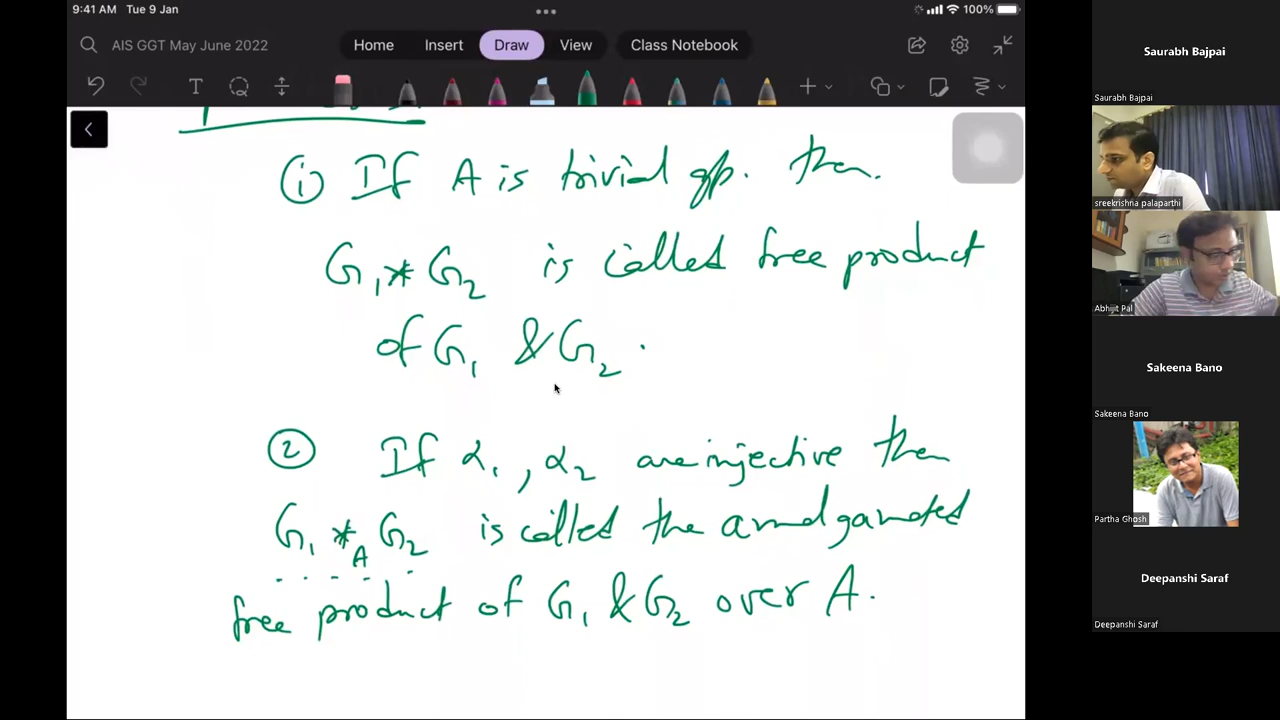 9:41 AM Tue 9 Jan
100%
AIS GGT May June 2022
Home Insert Draw View Class Notebook
① If A is trivial gp. then.
G₁ * G₂ is called free product
of G₁ & G₂.
② If α₁, α₂ are injective then
G₁ *_A G₂ is called the amalgamated
free product of G₁ & G₂ over A.
Saurabh Bajpai
Saurabh Bajpai
sreekrishna palaparthi
Abhijit Pal
Sakeena Bano
Sakeena Bano
Partha Ghosh
Deepanshi Saraf
Deepanshi Saraf